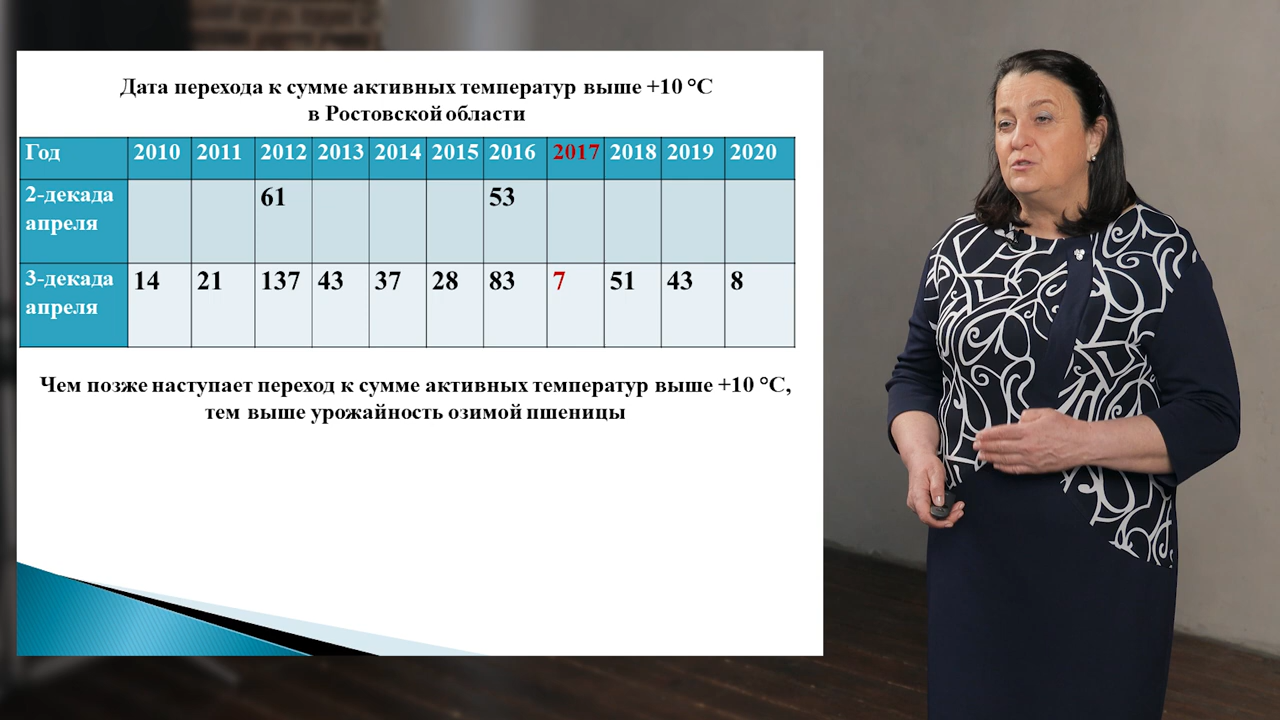 Дата перехода к сумме активных температур выше +10 °С
в Ростовской области
Год 2010 2011 2012 2013 2014 2015 2016 2017 2018 2019 2020
2-декада апреля 61 53
3-декада апреля 14 21 137 43 37 28 83 7 51 43 8
Чем позже наступает переход к сумме активных температур выше +10 °С,
тем выше урожайность озимой пшеницы